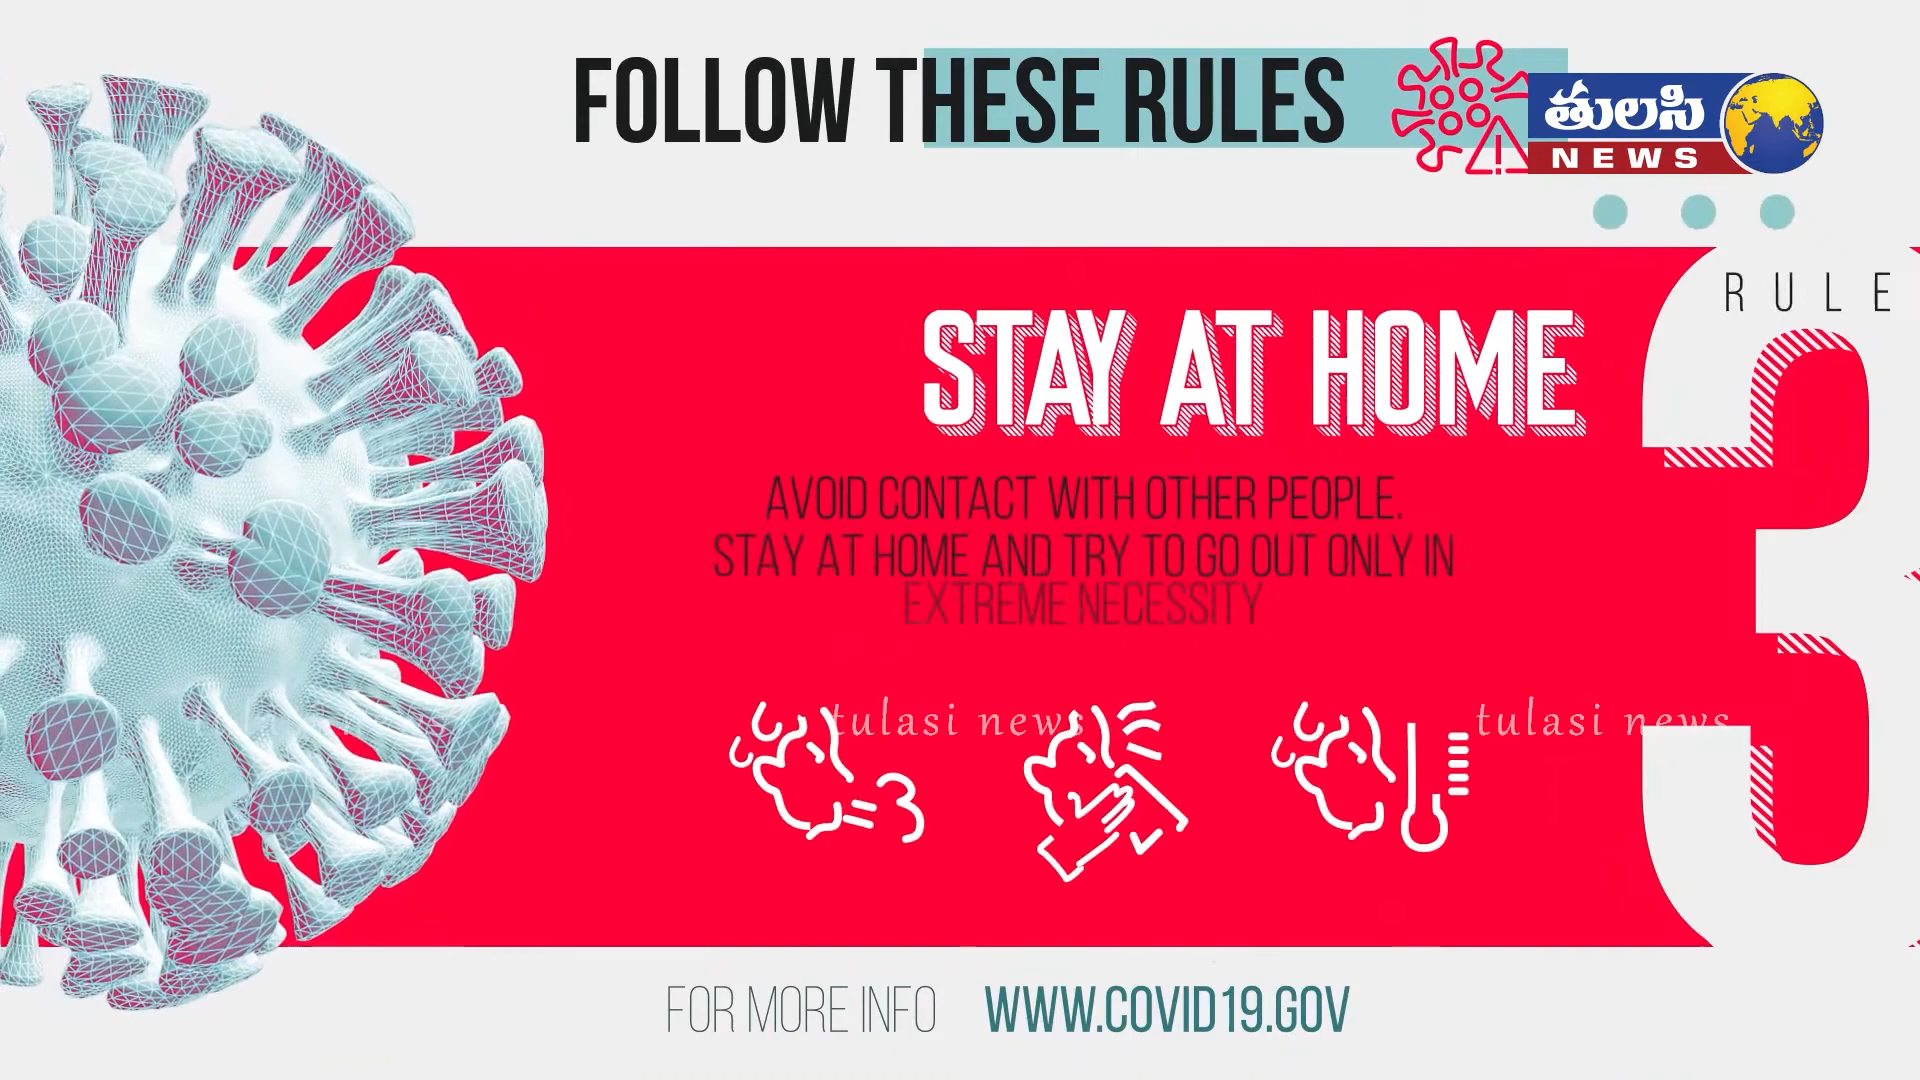 FOLLOW THESE RULES
తులసి
NEWS
RULE
3
STAY AT HOME
AVOID CONTACT WITH OTHER PEOPLE.
STAY AT HOME AND TRY TO GO OUT ONLY IN
EXTREME NECESSITY
tulasi news
tulasi news
FOR MORE INFO WWW.COVID19.GOV